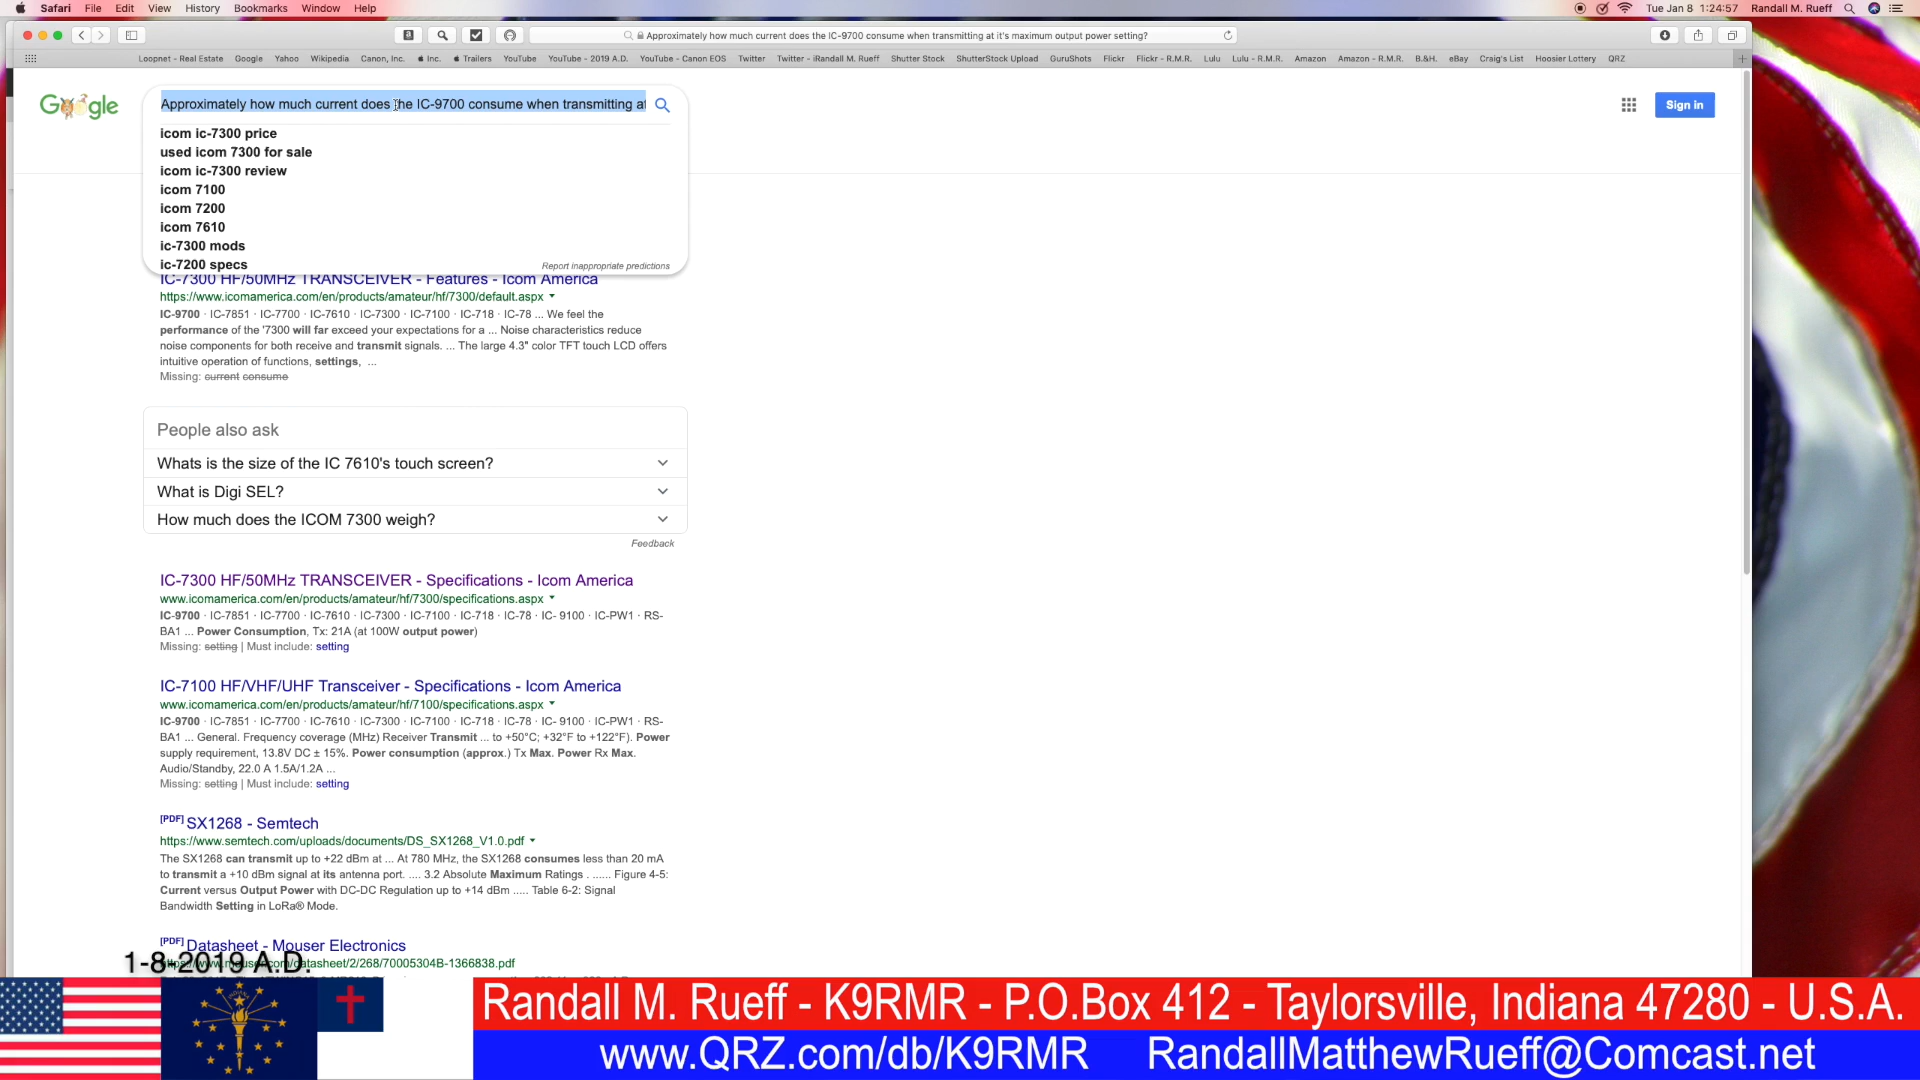 Safari File Edit View History Bookmarks Window Help
Tue Jan 8 1:24:57 Randall M. Rueff
Approximately how much current does the IC-9700 consume when transmitting at it's maximum output power setting?
Loopnet - Real Estate Google Yahoo Wikipedia Canon, Inc. Inc. Trailers YouTube YouTube - 2019 A.D. YouTube - Canon EOS Twitter Twitter - iRandall M. Rueff Shutter Stock ShutterStock Upload GuruShots Flickr Flickr - R.M.R. Lulu Lulu - R.M.R. Amazon Amazon - R.M.R. B.&H. eBay Craig's List Hoosier Lottery QRZ
Google
Approximately how much current does the IC-9700 consume when transmitting at
Sign in
icom ic-7300 price
used icom 7300 for sale
icom ic-7300 review
icom 7100
icom 7200
icom 7610
ic-7300 mods
ic-7200 specs
Report inappropriate predictions
IC-7300 HF/50MHz TRANSCEIVER - Features - Icom America
https://www.icomamerica.com/en/products/amateur/hf/7300/default.aspx
IC-9700 · IC-7851 · IC-7700 · IC-7610 · IC-7300 · IC-7100 · IC-718 · IC-78 ... We feel the
performance of the '7300 will far exceed your expectations for a ... Noise characteristics reduce
noise components for both receive and transmit signals. ... The large 4.3" color TFT touch LCD offers
intuitive operation of functions, settings, ...
Missing: current consume
People also ask
Whats is the size of the IC 7610's touch screen?
What is Digi SEL?
How much does the ICOM 7300 weigh?
Feedback
IC-7300 HF/50MHz TRANSCEIVER - Specifications - Icom America
www.icomamerica.com/en/products/amateur/hf/7300/specifications.aspx
IC-9700 · IC-7851 · IC-7700 · IC-7610 · IC-7300 · IC-7100 · IC-718 · IC-78 · IC- 9100 · IC-PW1 · RS-
BA1 ... Power Consumption, Tx: 21A (at 100W output power)
Missing: setting | Must include: setting
IC-7100 HF/VHF/UHF Transceiver - Specifications - Icom America
www.icomamerica.com/en/products/amateur/hf/7100/specifications.aspx
IC-9700 · IC-7851 · IC-7700 · IC-7610 · IC-7300 · IC-7100 · IC-718 · IC-78 · IC- 9100 · IC-PW1 · RS-
BA1 ... General. Frequency coverage (MHz) Receiver Transmit ... to +50°C; +32°F to +122°F). Power
supply requirement, 13.8V DC ± 15%. Power consumption (approx.) Tx Max. Power Rx Max.
Audio/Standby, 22.0 A 1.5A/1.2A ...
Missing: setting | Must include: setting
[PDF] SX1268 - Semtech
https://www.semtech.com/uploads/documents/DS_SX1268_V1.0.pdf
The SX1268 can transmit up to +22 dBm at ... At 780 MHz, the SX1268 consumes less than 20 mA
to transmit a +10 dBm signal at its antenna port. .... 3.2 Absolute Maximum Ratings . ...... Figure 4-5:
Current versus Output Power with DC-DC Regulation up to +14 dBm ..... Table 6-2: Signal
Bandwidth Setting in LoRa® Mode.
[PDF] Datasheet - Mouser Electronics
https://www.mouser.com/datasheet/2/268/70005304B-1366838.pdf
1-8-2019 A.D.
Randall M. Rueff - K9RMR - P.O.Box 412 - Taylorsville, Indiana 47280 - U.S.A.
www.QRZ.com/db/K9RMR RandallMatthewRueff@Comcast.net